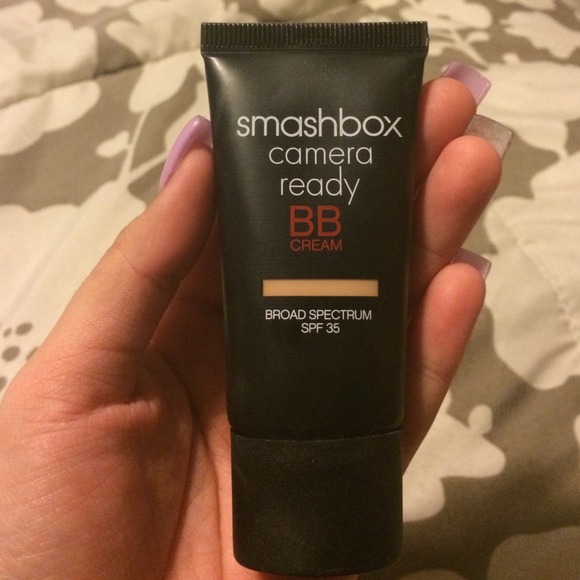 smashbox
camera
ready
BB
CREAM
BROAD SPECTRUM
SPF 35